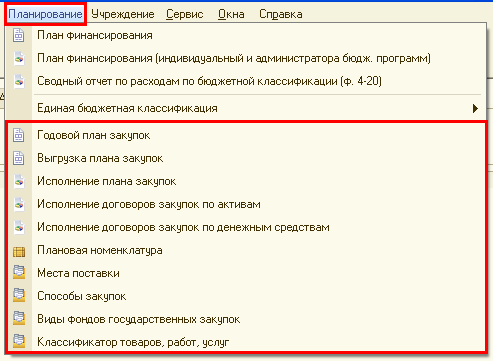 Планирование Учреждение Сервис Окна Справка
План финансирования
План финансирования (индивидуальный и администратора бюдж. программ)
Сводный отчет по расходам по бюджетной классификации (ф. 4-20)
Единая бюджетная классификация
Годовой план закупок
Выгрузка плана закупок
Исполнение плана закупок
Исполнение договоров закупок по активам
Исполнение договоров закупок по денежным средствам
Плановая номенклатура
Места поставки
Способы закупок
Виды фондов государственных закупок
Классификатор товаров, работ, услуг